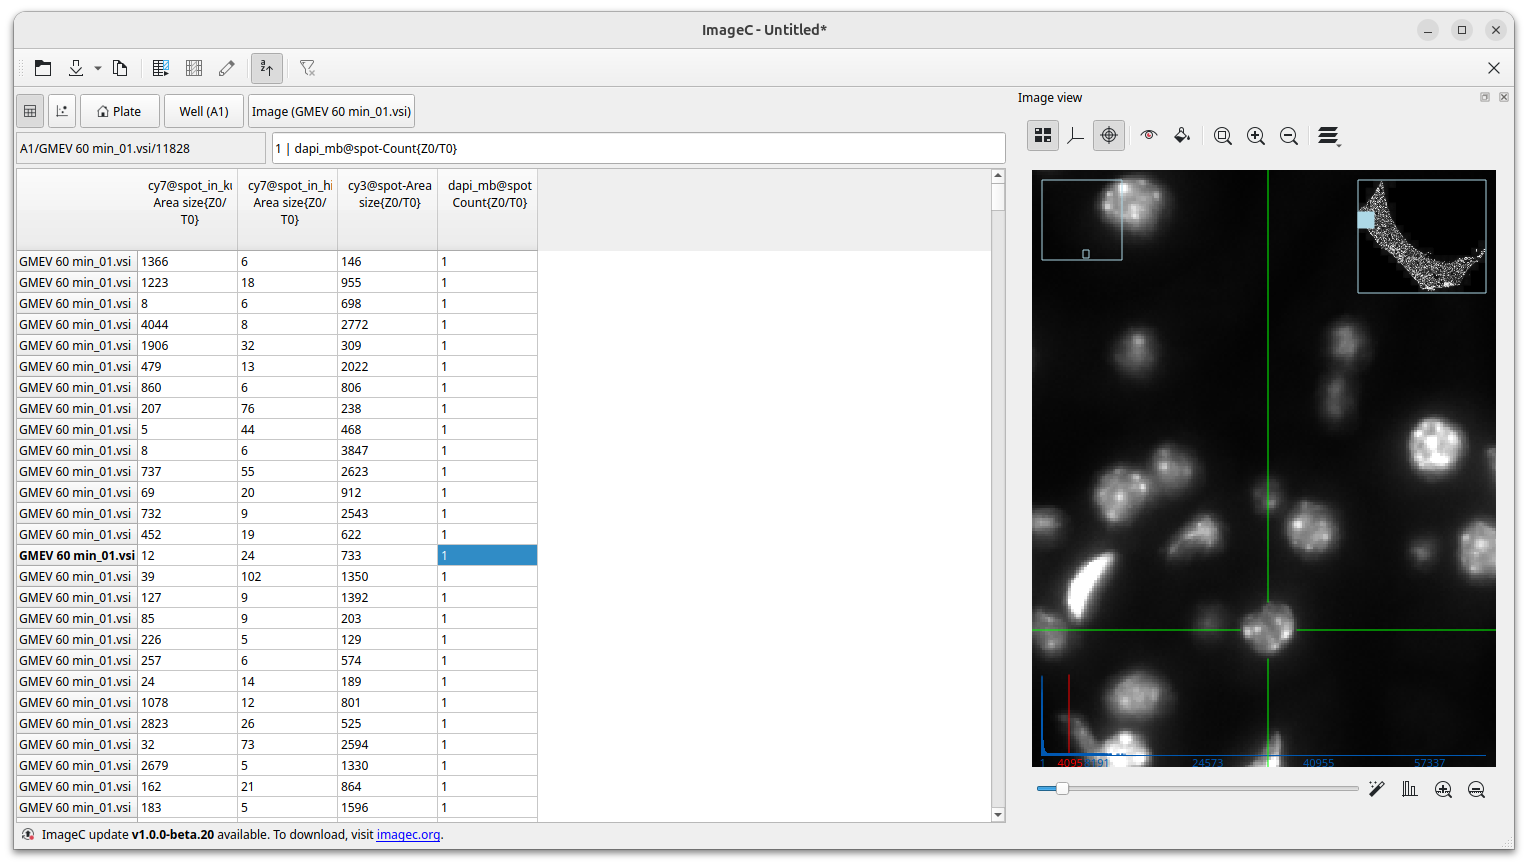 ImageC - Untitled*
Plate
Well (A1)
Image (GMEV 60 min_01.vsi)
A1/GMEV 60 min_01.vsi/11828
1 | dapi_mb@spot-Count{Z0/T0}
cy7@spot_in_ku Area size{Z0/T0} cy7@spot_in_hi Area size{Z0/T0} cy3@spot-Area size{Z0/T0} dapi_mb@spot Count{Z0/T0}
GMEV 60 min_01.vsi 1366 6 146 1
GMEV 60 min_01.vsi 1223 18 955 1
GMEV 60 min_01.vsi 8 6 698 1
GMEV 60 min_01.vsi 4044 8 2772 1
GMEV 60 min_01.vsi 1906 32 309 1
GMEV 60 min_01.vsi 479 13 2022 1
GMEV 60 min_01.vsi 860 6 806 1
GMEV 60 min_01.vsi 207 76 238 1
GMEV 60 min_01.vsi 5 44 468 1
GMEV 60 min_01.vsi 8 6 3847 1
GMEV 60 min_01.vsi 737 55 2623 1
GMEV 60 min_01.vsi 69 20 912 1
GMEV 60 min_01.vsi 732 9 2543 1
GMEV 60 min_01.vsi 452 19 622 1
GMEV 60 min_01.vsi 12 24 733 1
GMEV 60 min_01.vsi 39 102 1350 1
GMEV 60 min_01.vsi 127 9 1392 1
GMEV 60 min_01.vsi 85 9 203 1
GMEV 60 min_01.vsi 226 5 129 1
GMEV 60 min_01.vsi 257 6 574 1
GMEV 60 min_01.vsi 24 14 189 1
GMEV 60 min_01.vsi 1078 12 801 1
GMEV 60 min_01.vsi 2823 26 525 1
GMEV 60 min_01.vsi 32 73 2594 1
GMEV 60 min_01.vsi 2679 5 1330 1
GMEV 60 min_01.vsi 162 21 864 1
GMEV 60 min_01.vsi 183 5 1596 1
ImageC update v1.0.0-beta.20 available. To download, visit imagec.org.
Image view
1 4095 24573 40955 57337